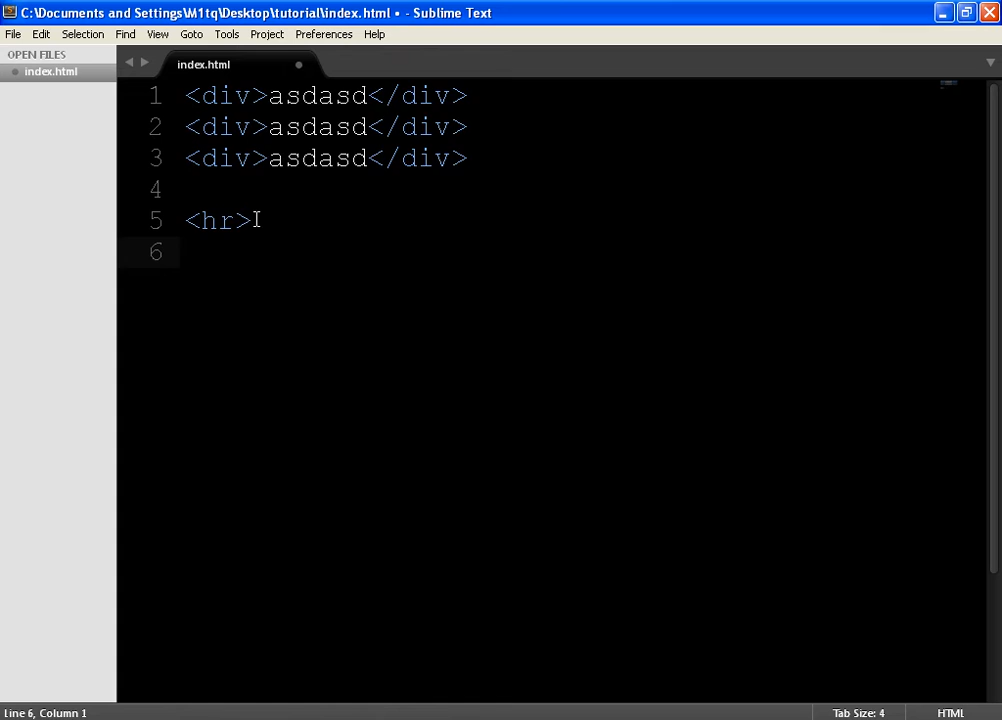 C:\Documents and Settings\M1tq\Desktop\tutorial\index.html • - Sublime Text
File Edit Selection Find View Goto Tools Project Preferences Help
OPEN FILES
index.html
index.html
1 <div>asdasd</div>
2 <div>asdasd</div>
3 <div>asdasd</div>
4
5 <hr>
6
Line 6, Column 1
Tab Size: 4
HTML